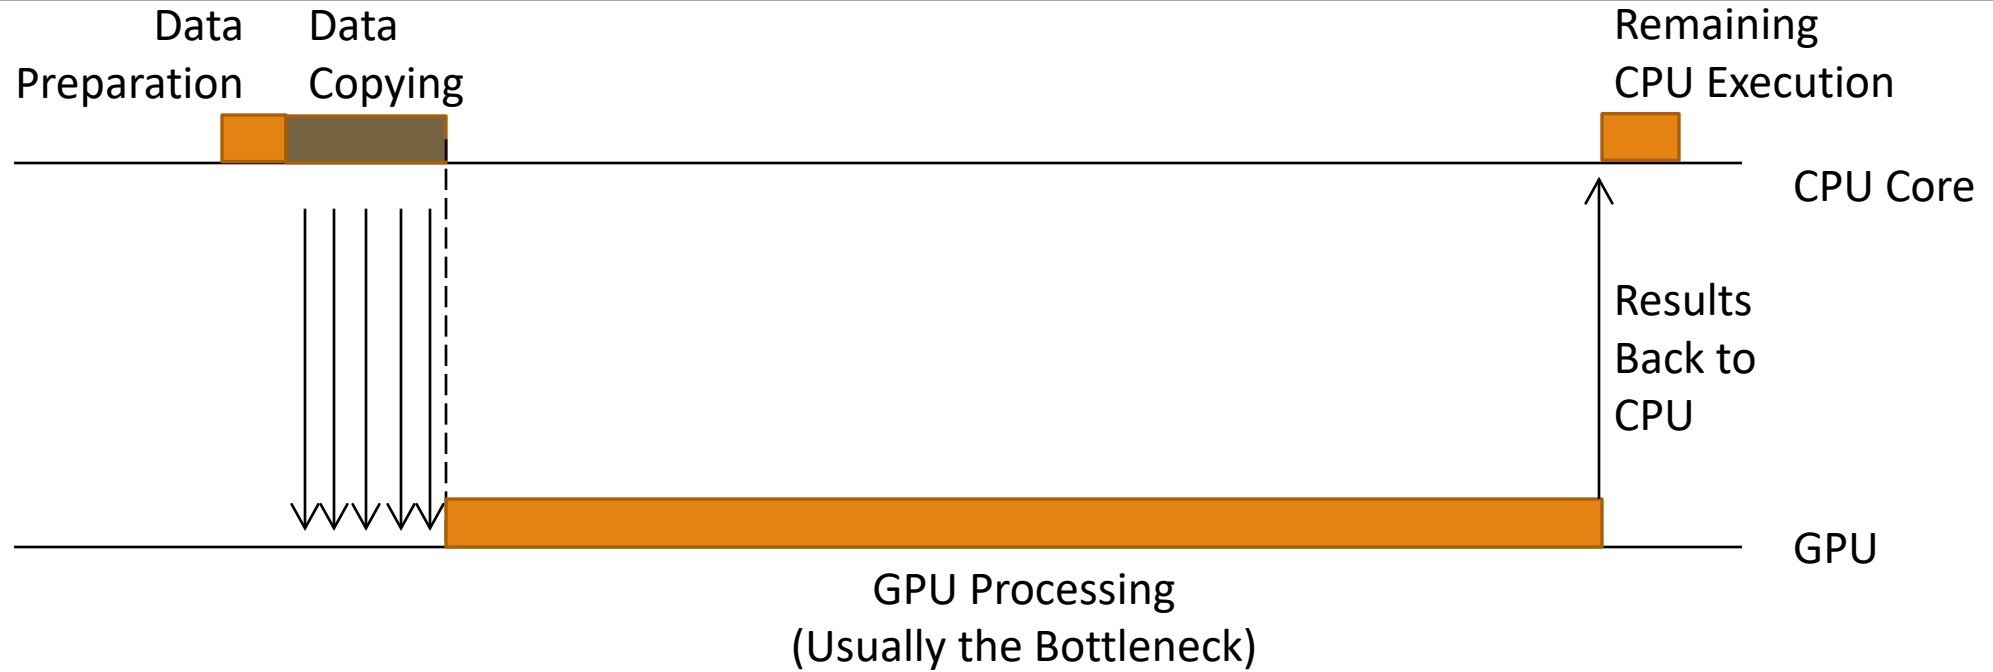 Data
Preparation
Data
Copying
Remaining
CPU Execution
CPU Core
Results
Back to
CPU
GPU
GPU Processing
(Usually the Bottleneck)